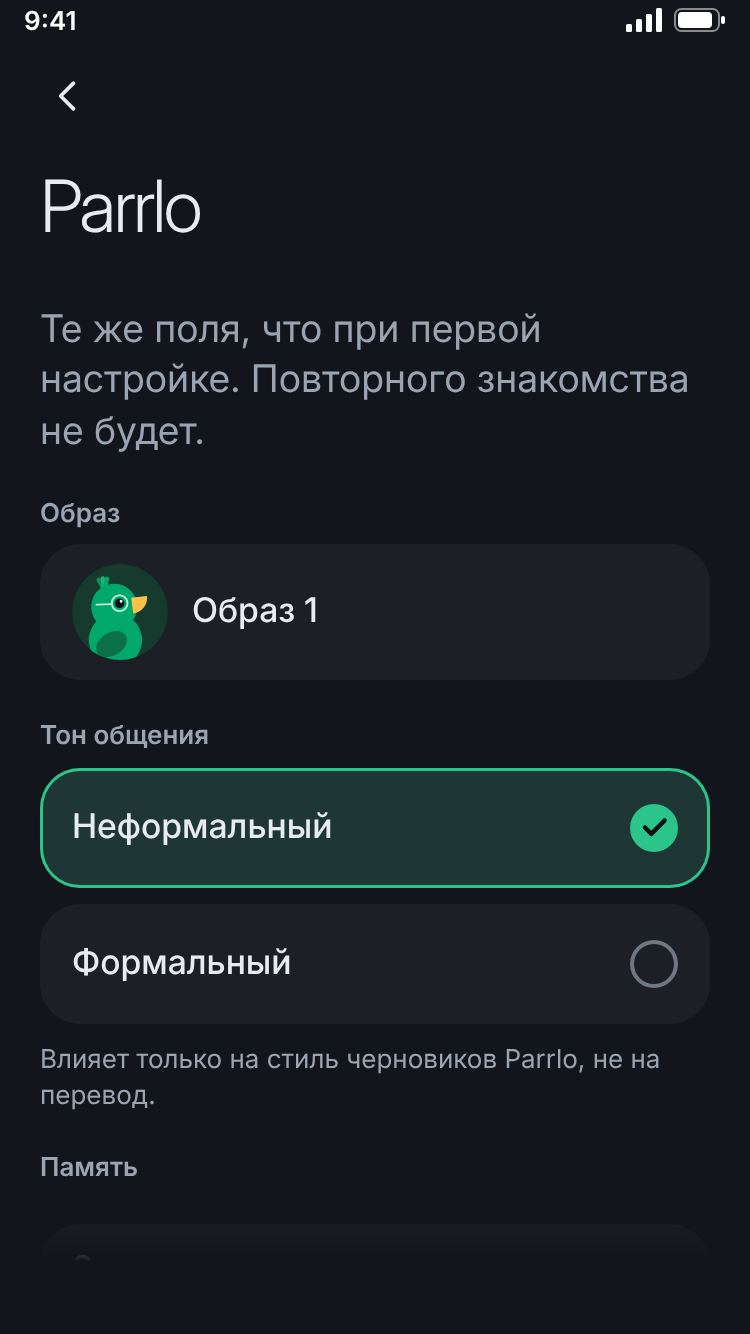 9:41
Parrlo
Те же поля, что при первой
настройке. Повторного знакомства
не будет.
Образ
Образ 1
Тон общения
Неформальный
Формальный
Влияет только на стиль черновиков Parrlo, не на
перевод.
Память